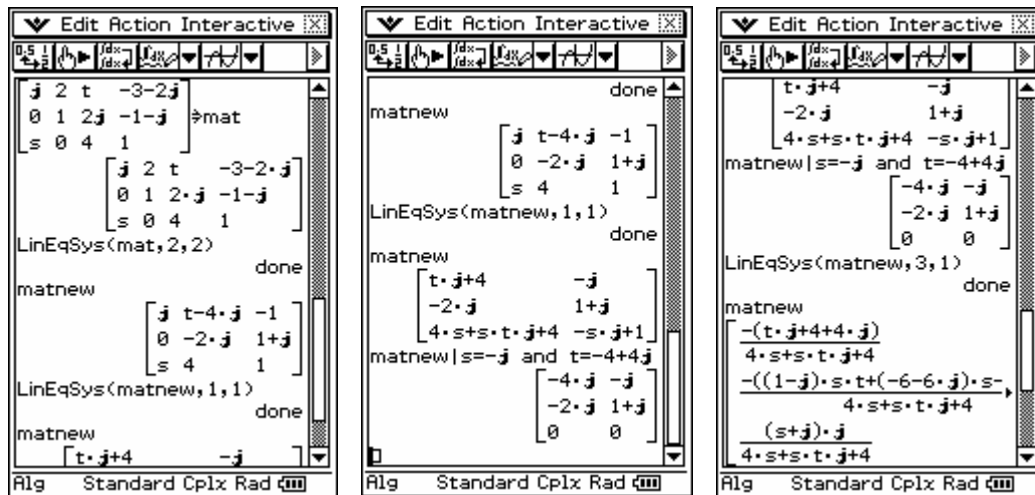 Edit Action Interactive
j 2 t -3-2j
0 1 2j -1-j ⇒mat
s 0 4 1
j 2 t -3-2·j
0 1 2·j -1-j
s 0 4 1
LinEqSys(mat,2,2)
done
matnew
j t-4·j -1
0 -2·j 1+j
s 4 1
LinEqSys(matnew,1,1)
done
matnew
t·j+4 -j
Alg Standard Cplx Rad
Edit Action Interactive
done
matnew
j t-4·j -1
0 -2·j 1+j
s 4 1
LinEqSys(matnew,1,1)
done
matnew
t·j+4 -j
-2·j 1+j
4·s+s·t·j+4 -s·j+1
matnew|s=-j and t=-4+4j
-4·j -j
-2·j 1+j
0 0
Alg Standard Cplx Rad
Edit Action Interactive
t·j+4 -j
-2·j 1+j
4·s+s·t·j+4 -s·j+1
matnew|s=-j and t=-4+4j
-4·j -j
-2·j 1+j
0 0
LinEqSys(matnew,3,1)
done
matnew
-(t·j+4+4·j)
4·s+s·t·j+4
-((1-j)·s·t+(-6-6·j)·s-
4·s+s·t·j+4
(s+j)·j
4·s+s·t·j+4
Alg Standard Cplx Rad